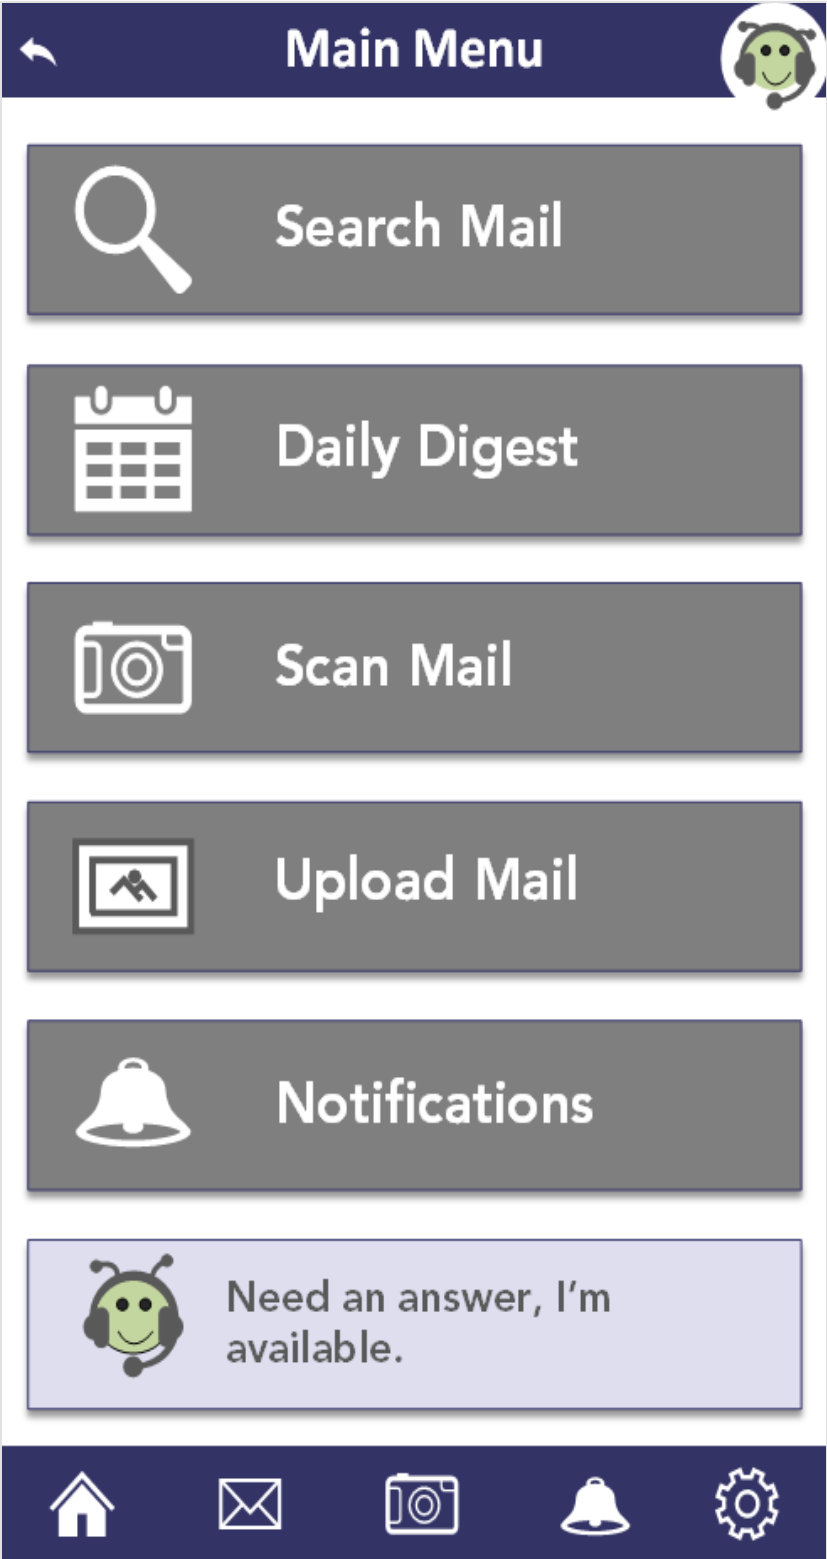 Main Menu
Search Mail
Daily Digest
Scan Mail
Upload Mail
Notifications
Need an answer, I’m
available.